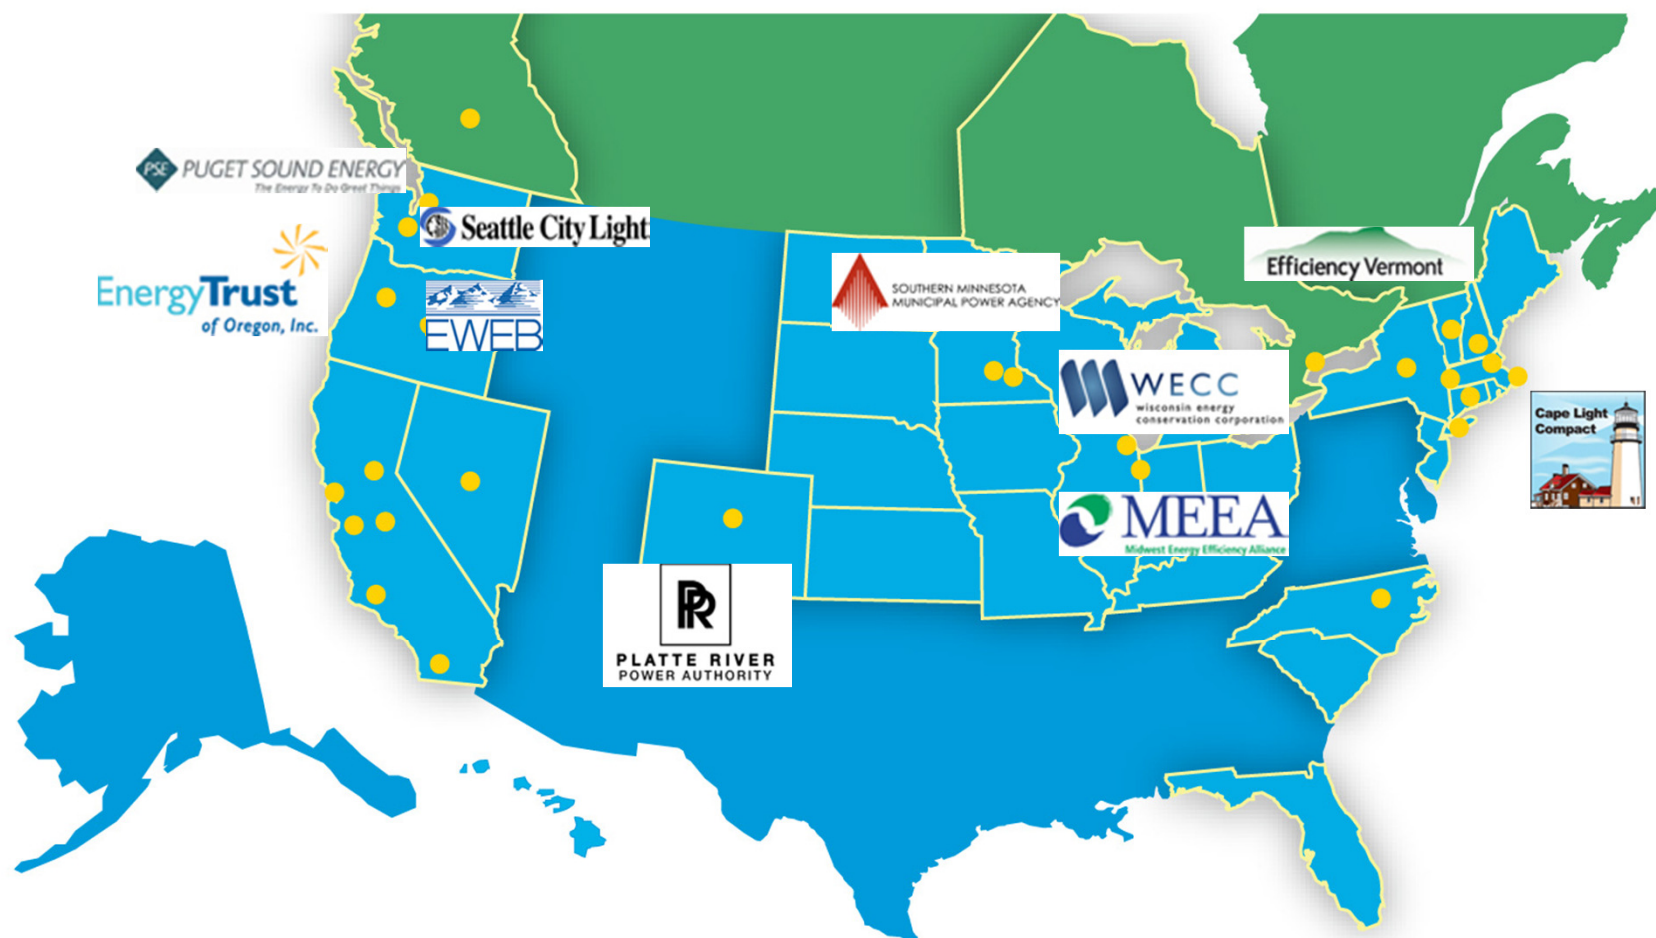 PSE PUGET SOUND ENERGY
The Energy To Do Great Things
Seattle City Light
EnergyTrust
of Oregon, Inc.
EWEB
SOUTHERN MINNESOTA
MUNICIPAL POWER AGENCY
Efficiency Vermont
WECC
wisconsin energy
conservation corporation
Cape Light
Compact
MEEA
Midwest Energy Efficiency Alliance
PLATTE RIVER
POWER AUTHORITY